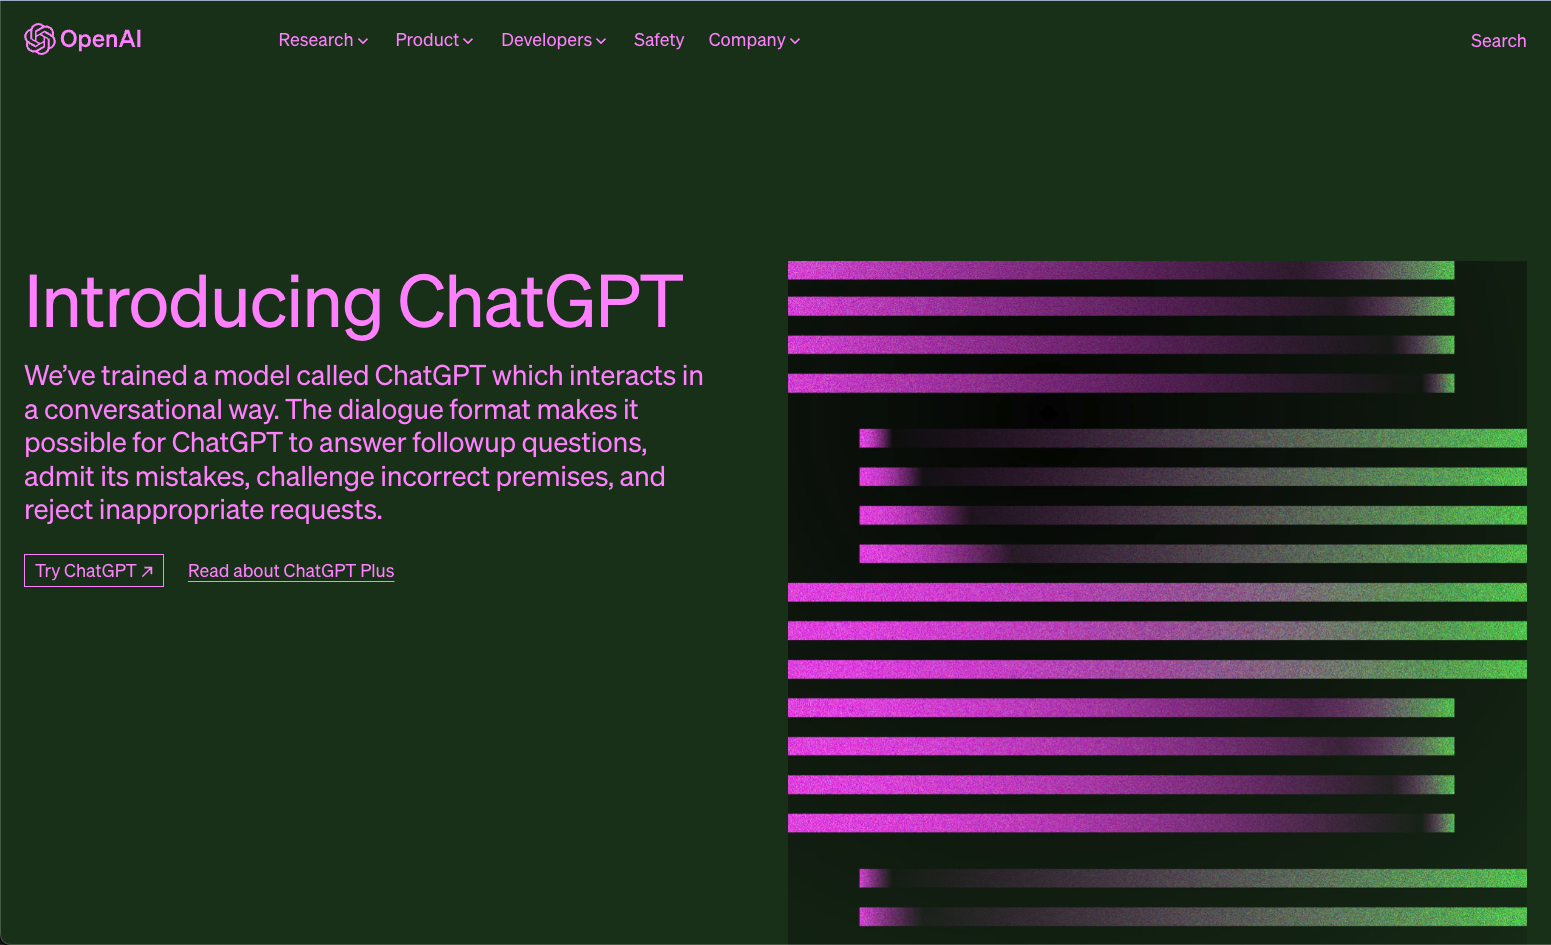 OpenAI
Research
Product
Developers
Safety
Company
Search
Introducing ChatGPT
We’ve trained a model called ChatGPT which interacts in
a conversational way. The dialogue format makes it
possible for ChatGPT to answer followup questions,
admit its mistakes, challenge incorrect premises, and
reject inappropriate requests.
Try ChatGPT ↗
Read about ChatGPT Plus